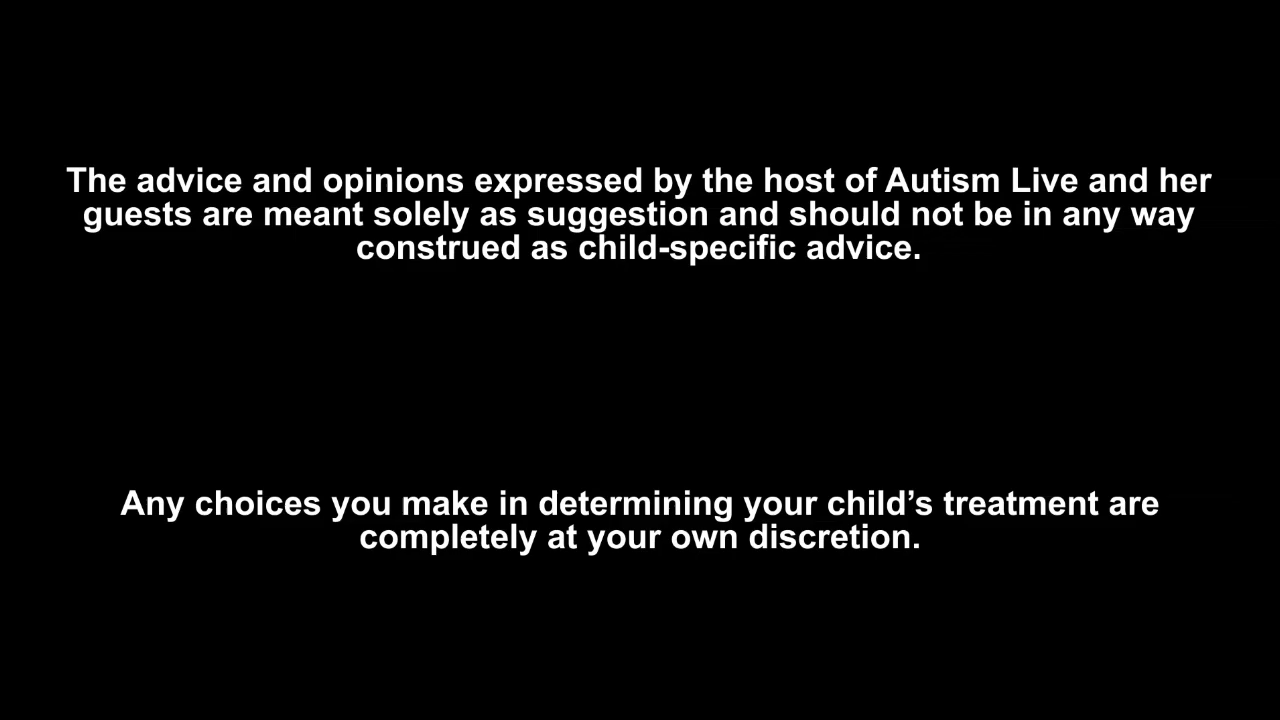 The advice and opinions expressed by the host of Autism Live and her
guests are meant solely as suggestion and should not be in any way
construed as child-specific advice.
Any choices you make in determining your child’s treatment are
completely at your own discretion.